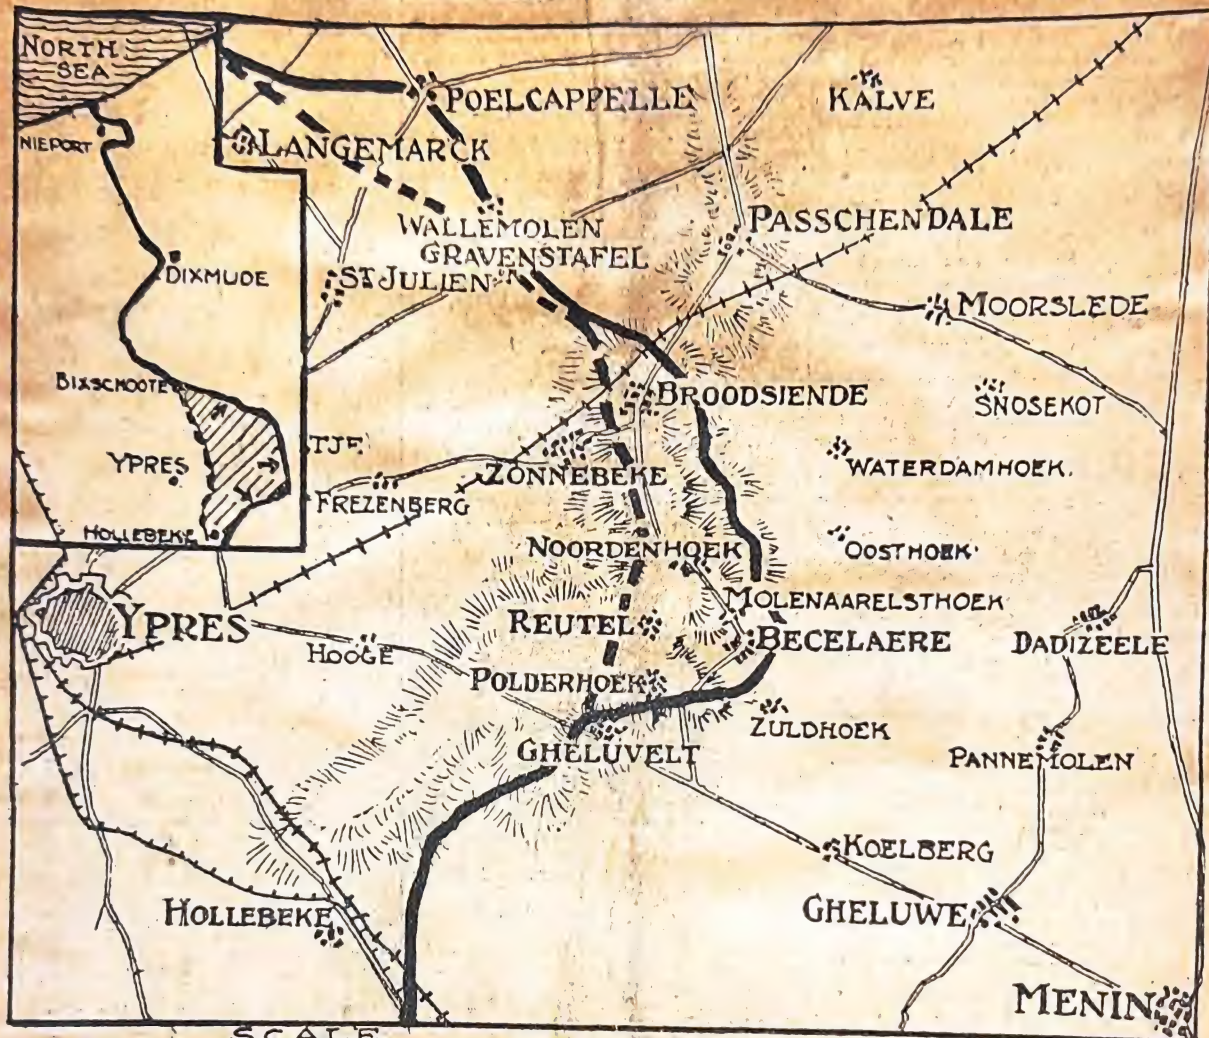 NORTH
SEA
NIEPORT
DIXMUDE
BIXSCHOOTE
YPRES
HOLLEBEKE
POELCAPPELLE
KALVE
LANGEMARCK
WALLEMOLEN
GRAVENSTAFEL
PASSCHENDALE
ST JULIEN
MOORSLEDE
BROODSIENDE
SNOSEKOT
TJE
ZONNEBEKE
WATERDAMHOEK.
FREZENBERG
NOORDENHOEK
OOSTHOEK
MOLENAARELSTHOEK
YPRES
REUTEL
BECELAERE
DADIZEELE
HOOGE
POLDERHOEK
ZULDHOEK
GHELUVELT
PANNEMOLEN
KOELBERG
HOLLEBEKE
GHELUWE
MENIN
SCALE